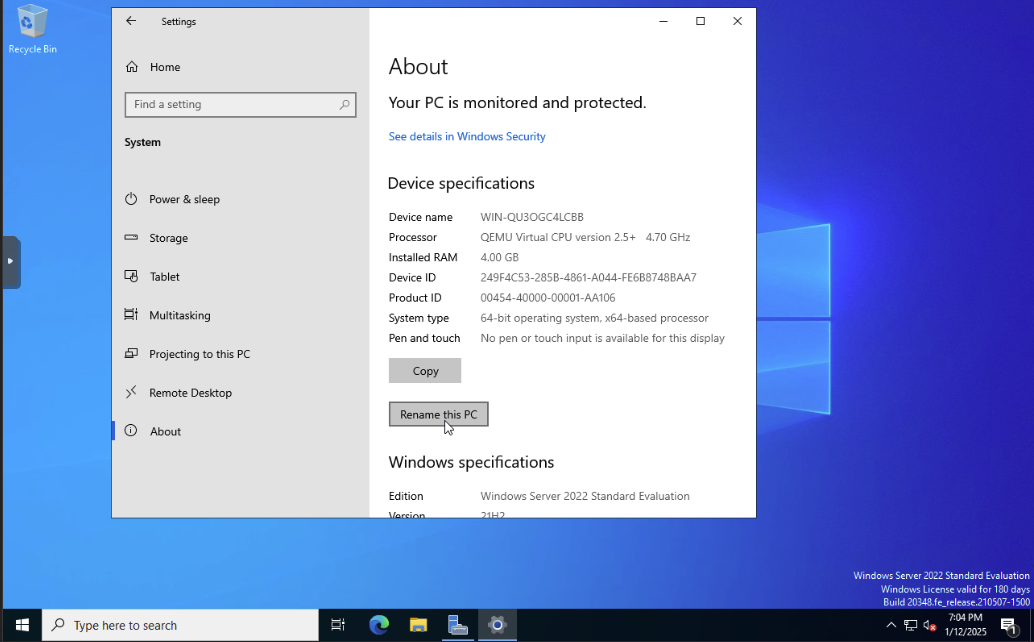 Recycle Bin
Settings
Home
Find a setting
System
Power & sleep
Storage
Tablet
Multitasking
Projecting to this PC
Remote Desktop
About
About
Your PC is monitored and protected.
See details in Windows Security
Device specifications
Device name WIN-QU3OGC4LCBB
Processor QEMU Virtual CPU version 2.5+ 4.70 GHz
Installed RAM 4.00 GB
Device ID 249F4C53-285B-4861-A044-FE6B8748BAA7
Product ID 00454-40000-00001-AA106
System type 64-bit operating system, x64-based processor
Pen and touch No pen or touch input is available for this display
Copy
Rename this PC
Windows specifications
Edition Windows Server 2022 Standard Evaluation
Version 21H2
Windows Server 2022 Standard Evaluation
Windows License valid for 180 days
Build 20348.fe_release.210507-1500
Type here to search
7:04 PM
1/12/2025
1